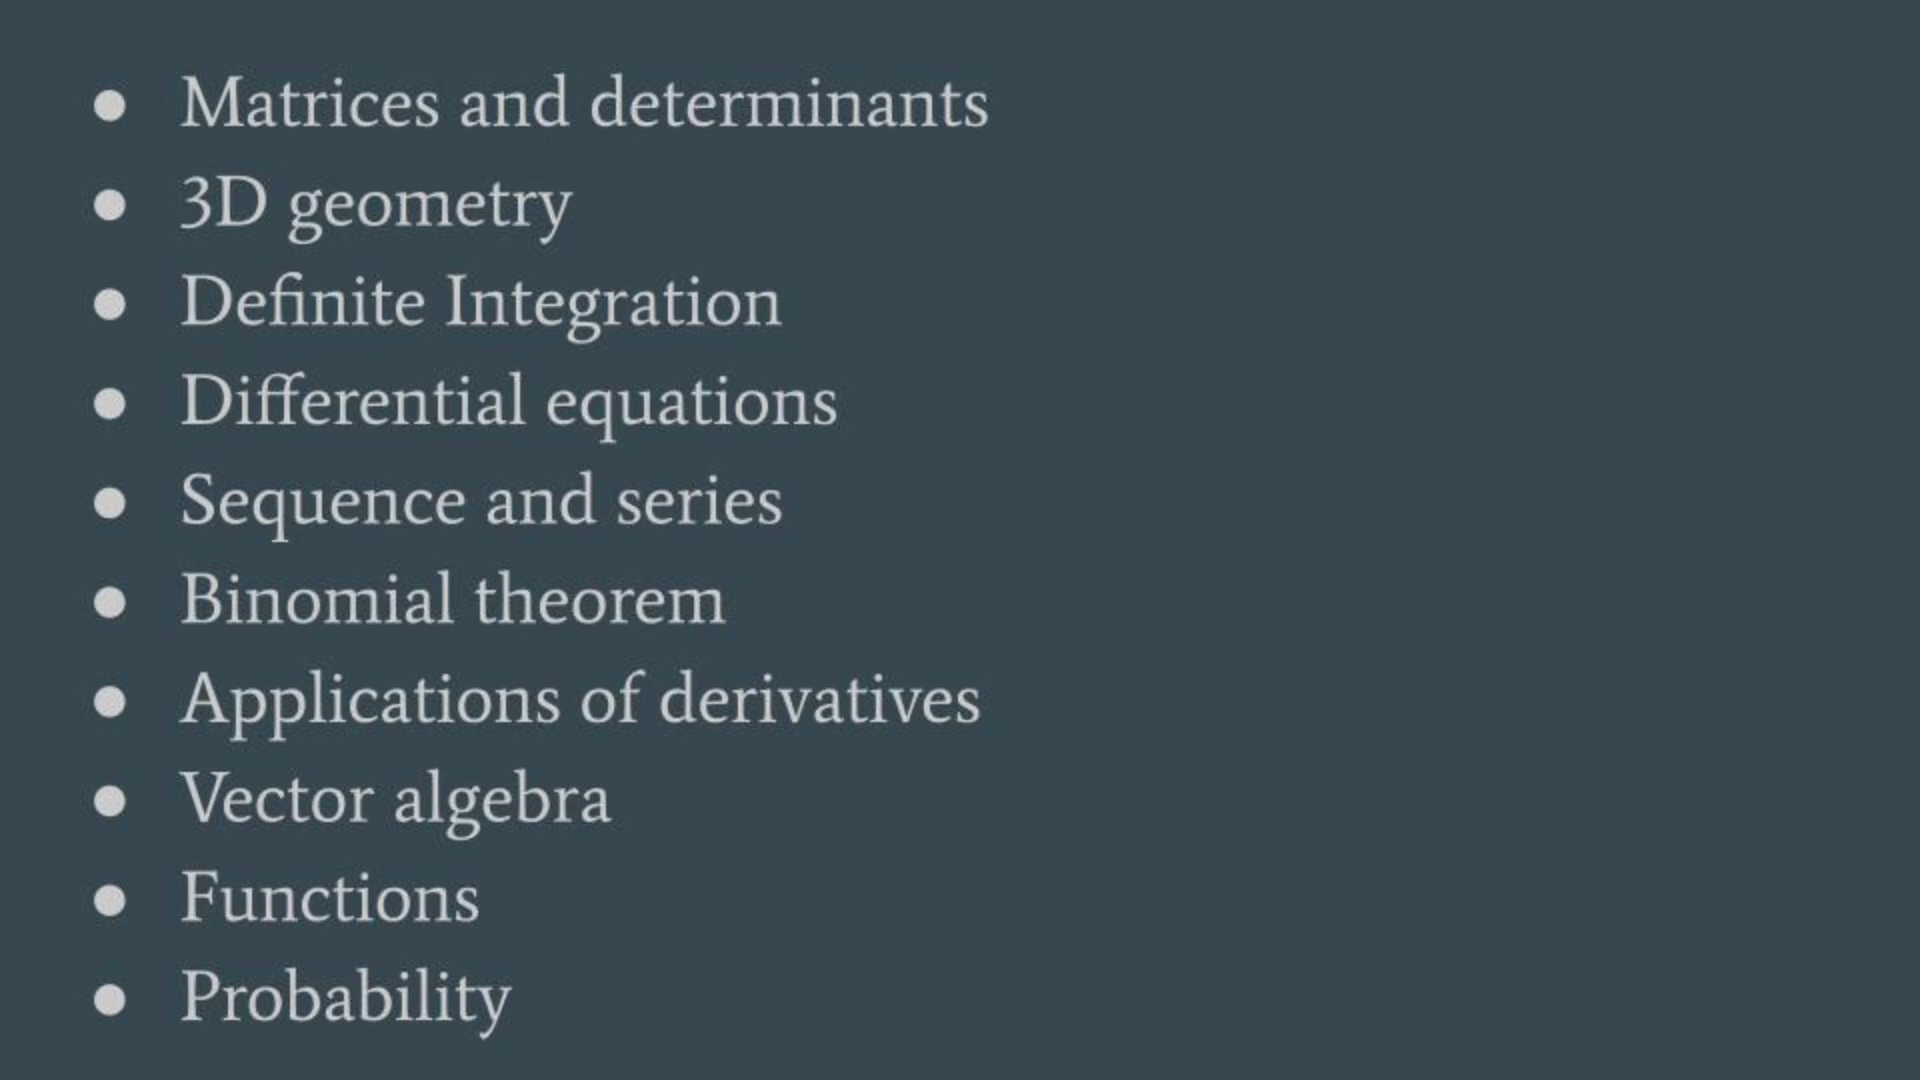 ● Matrices and determinants
● 3D geometry
● Definite Integration
● Differential equations
● Sequence and series
● Binomial theorem
● Applications of derivatives
● Vector algebra
● Functions
● Probability